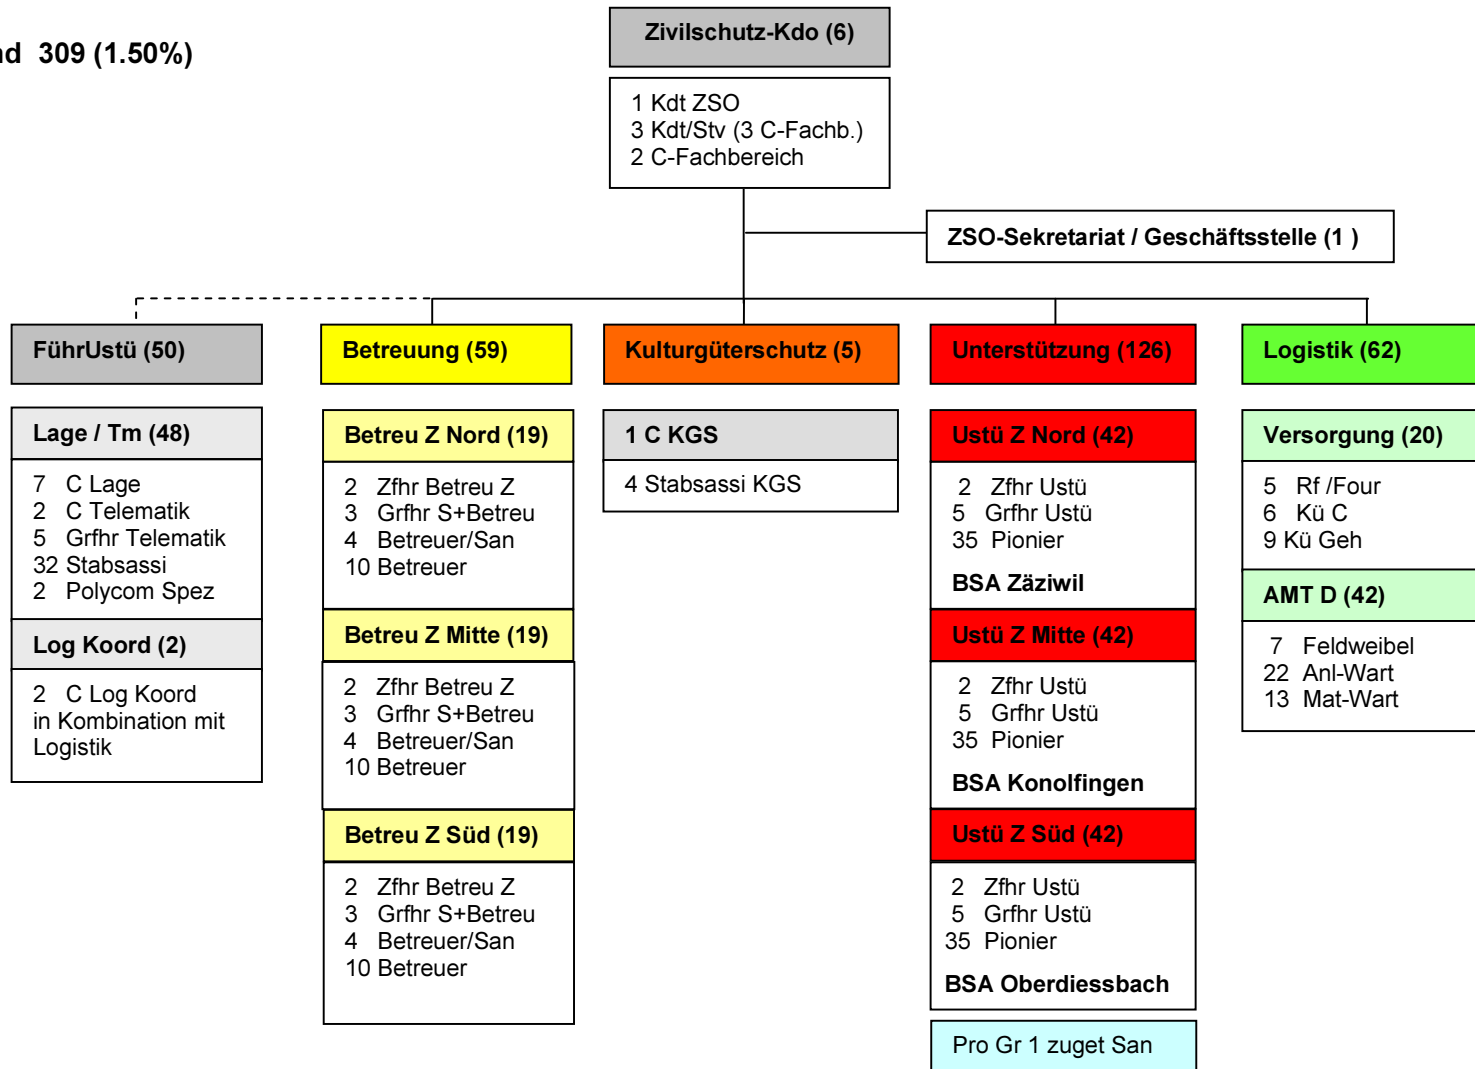 Zivilschutz-Kdo (6)
309 (1.50%)
1 Kdt ZSO
3 Kdt/Stv (3 C-Fachb.)
2 C-Fachbereich
ZSO-Sekretariat / Geschäftsstelle (1 )
FührUstü (50)
Lage / Tm (48)
7 C Lage
2 C Telematik
5 Grfhr Telematik
32 Stabsassi
2 Polycom Spez
Log Koord (2)
2 C Log Koord
in Kombination mit
Logistik
Betreuung (59)
Betreu Z Nord (19)
2 Zfhr Betreu Z
3 Grfhr S+Betreu
4 Betreuer/San
10 Betreuer
Betreu Z Mitte (19)
2 Zfhr Betreu Z
3 Grfhr S+Betreu
4 Betreuer/San
10 Betreuer
Betreu Z Süd (19)
2 Zfhr Betreu Z
3 Grfhr S+Betreu
4 Betreuer/San
10 Betreuer
Kulturgüterschutz (5)
1 C KGS
4 Stabsassi KGS
Unterstützung (126)
Ustü Z Nord (42)
2 Zfhr Ustü
5 Grfhr Ustü
35 Pionier
BSA Zäziwil
Ustü Z Mitte (42)
2 Zfhr Ustü
5 Grfhr Ustü
35 Pionier
BSA Konolfingen
Ustü Z Süd (42)
2 Zfhr Ustü
5 Grfhr Ustü
35 Pionier
BSA Oberdiessbach
Pro Gr 1 zuget San
Logistik (62)
Versorgung (20)
5 Rf /Four
6 Kü C
9 Kü Geh
AMT D (42)
7 Feldweibel
22 Anl-Wart
13 Mat-Wart